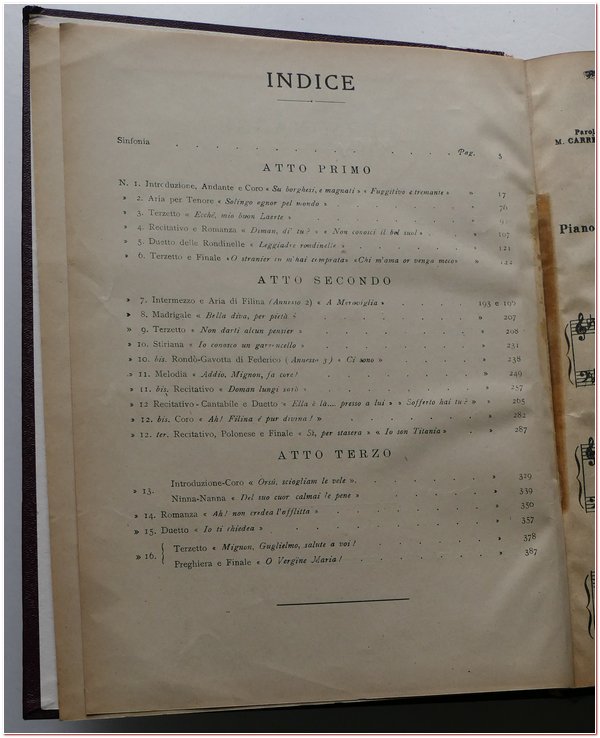 INDICE
Sinfonia Pag. 5
ATTO PRIMO
N. 1. Introduzione, Andante e Coro « Su borghesi, e magnati » « Fuggitivo e tremante » » 17
» 2. Aria per Tenore « Solingo ognor pel mondo » » 76
» 3. Terzetto « Ecchè, mio buon Laerte » »
» 4. Recitativo e Romanza « Doman, di' tu? » « Non conosci il bel suol » » 107
» 5. Duetto delle Rondinelle « Leggiadre rondinelle » » 121
» 6. Terzetto e Finale «O stranier tu m'hai comprata» «Chi m'ama or venga meco» »
ATTO SECONDO
» 7. Intermezzo e Aria di Filina (Annesso 2) « A Meraviglia » 193 e
» 8. Madrigale « Bella diva, per pietà » » 207
» 9. Terzetto « Non darti alcun pensier » » 208
» 10. Stiriana « Io conosco un garzoncello » 231
» 10. bis. Rondò-Gavotta di Federico (Annesso 3) « Ci sono » » 238
» 11. Melodia « Addio, Mignon, fa core! » 249
» 11. bis, Recitativo « Doman lungi sarò » » 257
» 12 Recitativo-Cantabile e Duetto « Ella è là.... presso a lui » « Sofferto hai tu? » » 265
» 12. bis. Coro « Ah! Filina è pur divina! » » 282
» 12. ter. Recitativo, Polonese e Finale « Sì, per stasera » « Io son Titania » » 287
ATTO TERZO
» 13. Introduzione-Coro « Orsú, sciogliam le vele ». » 329
Ninna-Nanna « Del suo cuor calmai le pene » » 339
» 14. Romanza « Ah! non credea l'afflitta » » 350
» 15. Duetto « Io ti chiedea » » 357
» 16. Terzetto « Mignon, Guglielmo, salute a voi! » 378
Preghiera e Finale « O Vergine Maria! » 387
Parol
M. CARRE
Piano